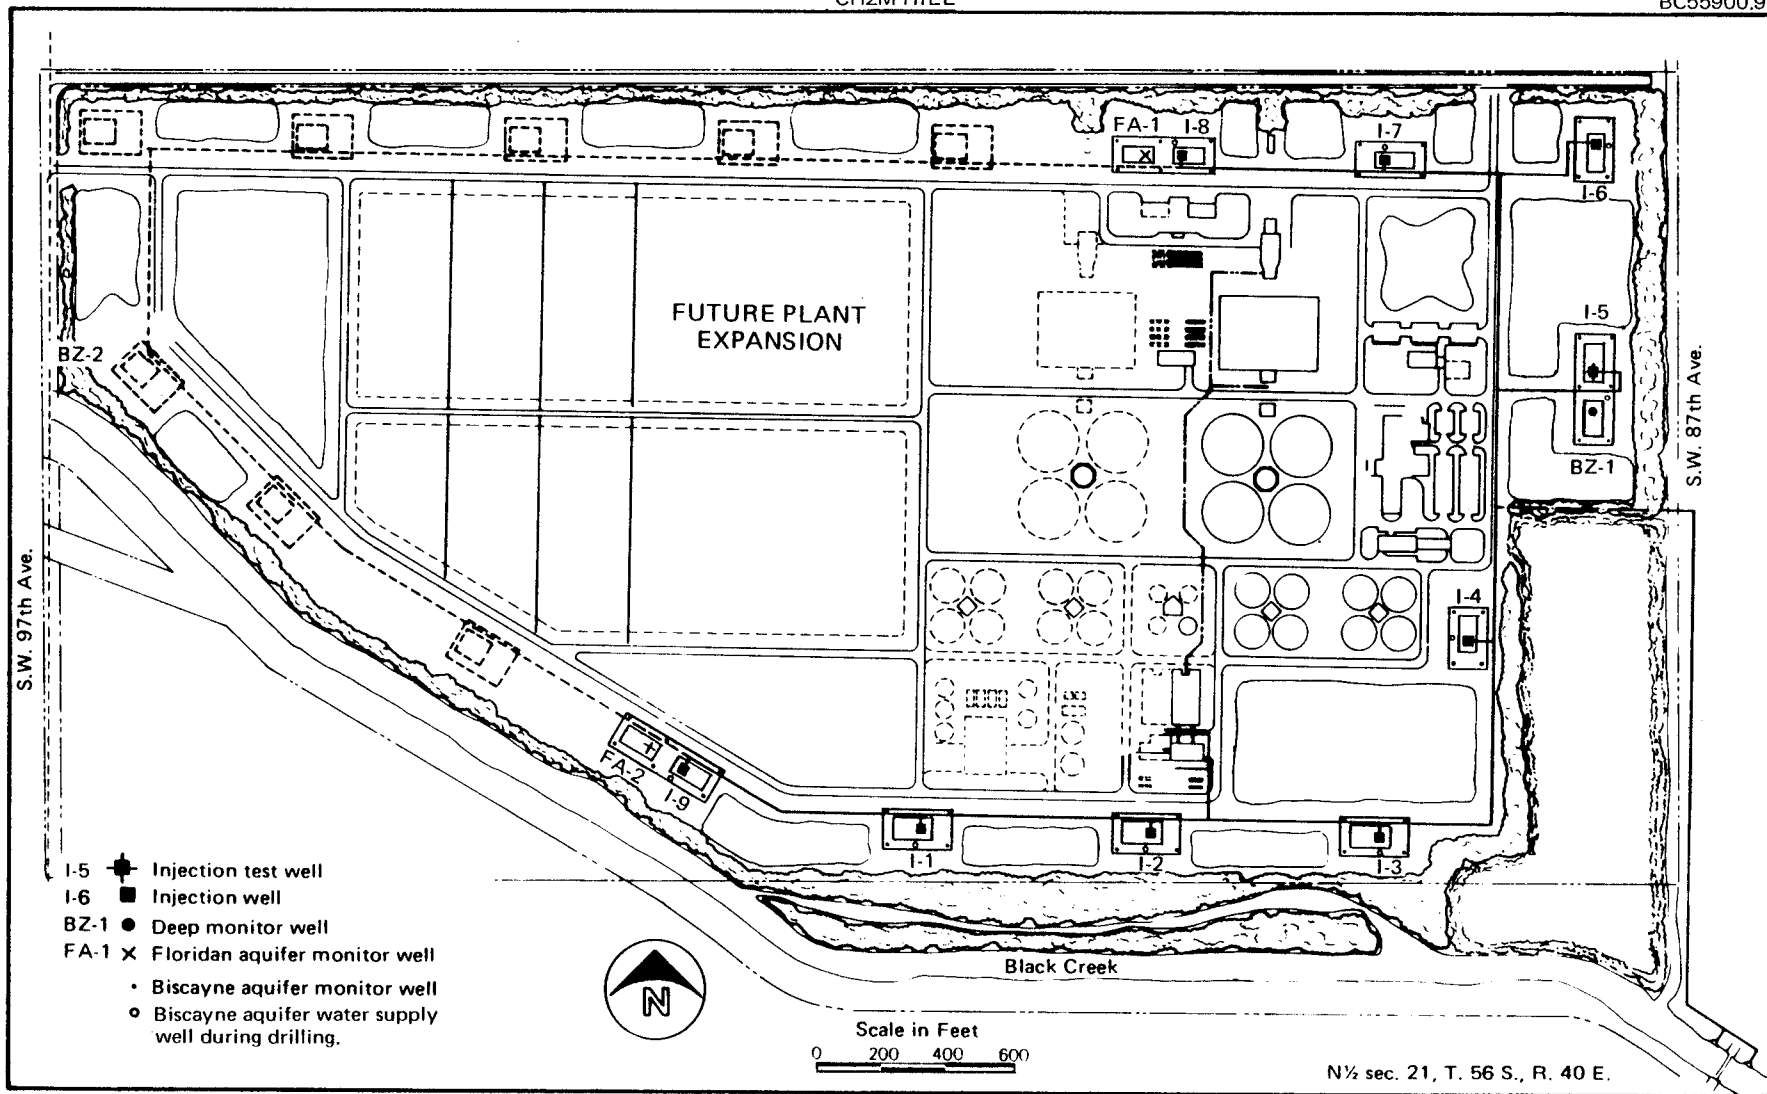 CH2M HILL
BC55900.9
FA-1 I-8
I-7
I-6
FUTURE PLANT
EXPANSION
I-5
BZ-2
S.W. 87th Ave.
BZ-1
S.W. 97th Ave.
I-4
FA-2
I-9
I-1
I-2
I-3
I-5 Injection test well
I-6 Injection well
BZ-1 Deep monitor well
FA-1 Floridan aquifer monitor well
Biscayne aquifer monitor well
Biscayne aquifer water supply
well during drilling.
N
Black Creek
Scale in Feet
0 200 400 600
N½ sec. 21, T. 56 S., R. 40 E.